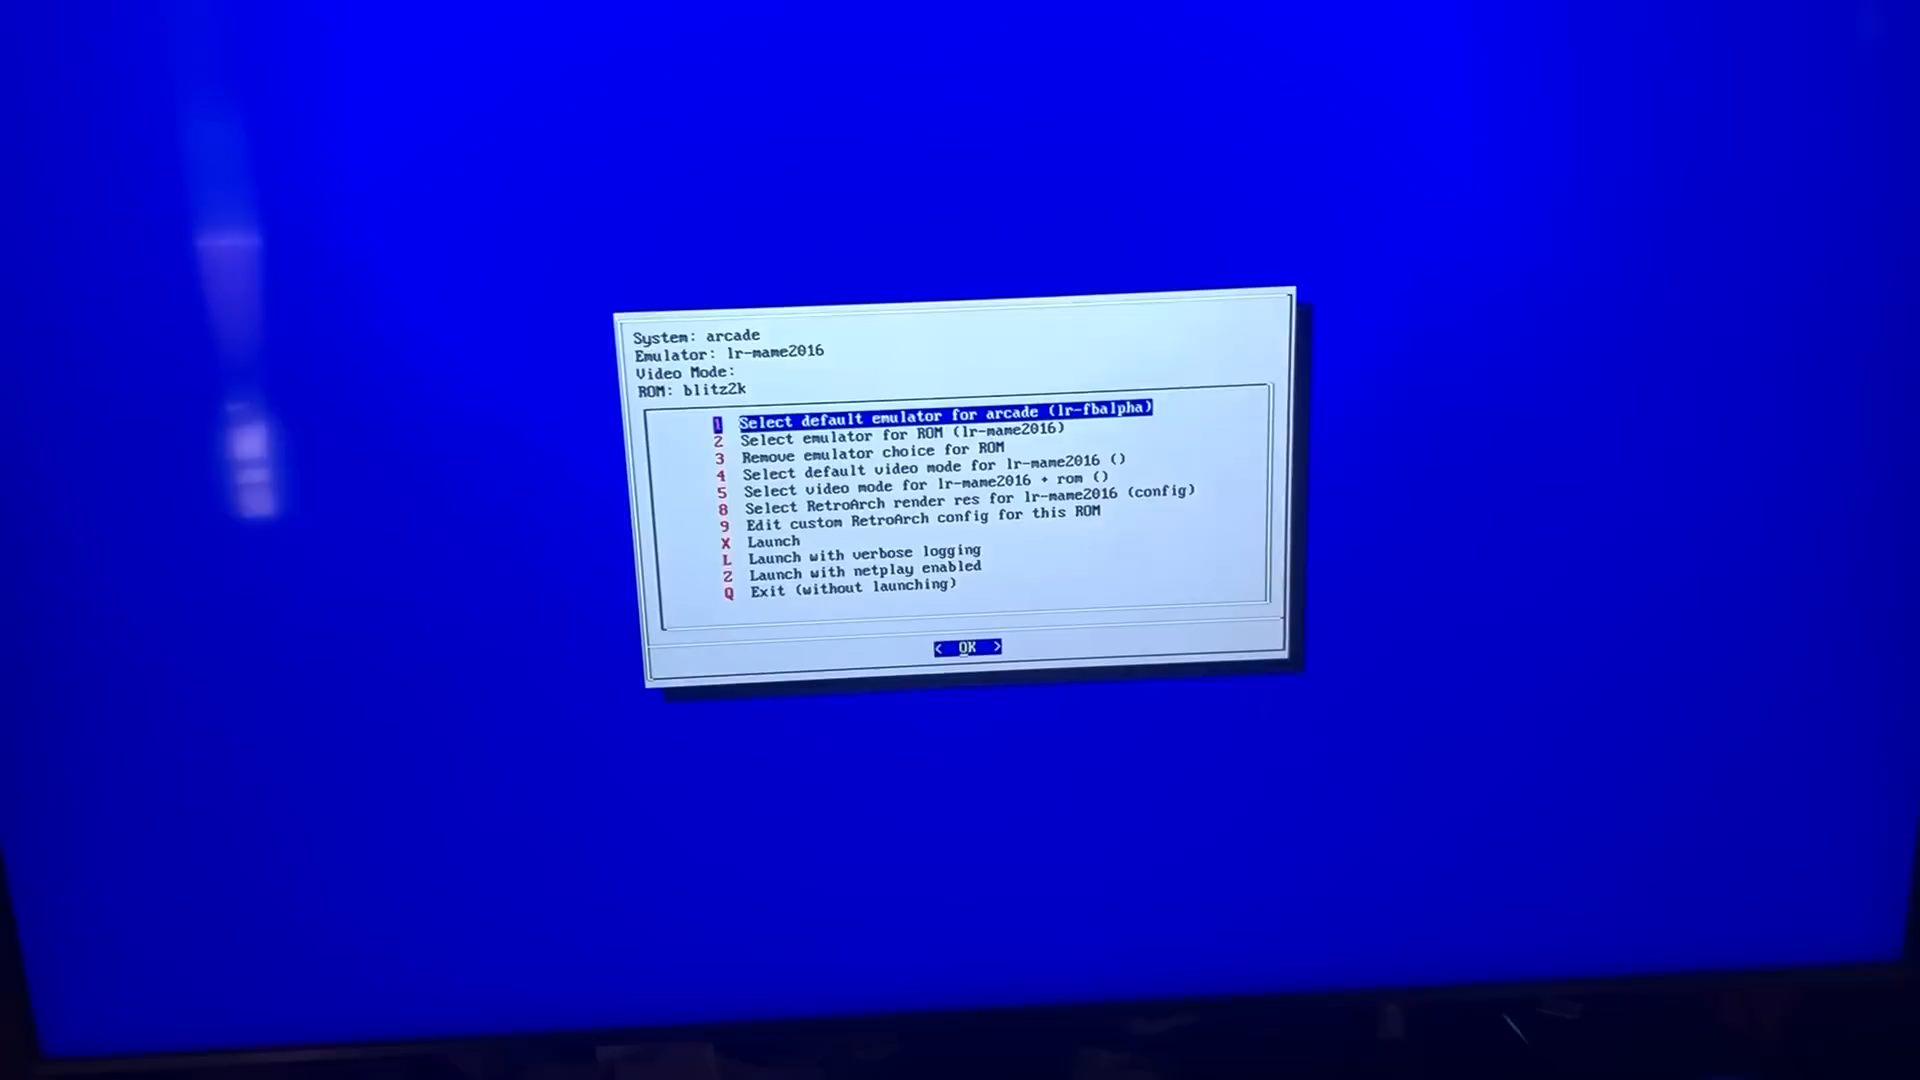 System: arcade
Emulator: lr-mame2016
Video Mode:
ROM: blitz2k
1 Select default emulator for arcade (lr-fbalpha)
2 Select emulator for ROM (lr-mame2016)
3 Remove emulator choice for ROM
4 Select default video mode for lr-mame2016 ()
5 Select video mode for lr-mame2016 + rom ()
8 Select RetroArch render res for lr-mame2016 (config)
9 Edit custom RetroArch config for this ROM
X Launch
L Launch with verbose logging
Z Launch with netplay enabled
Q Exit (without launching)
< OK >